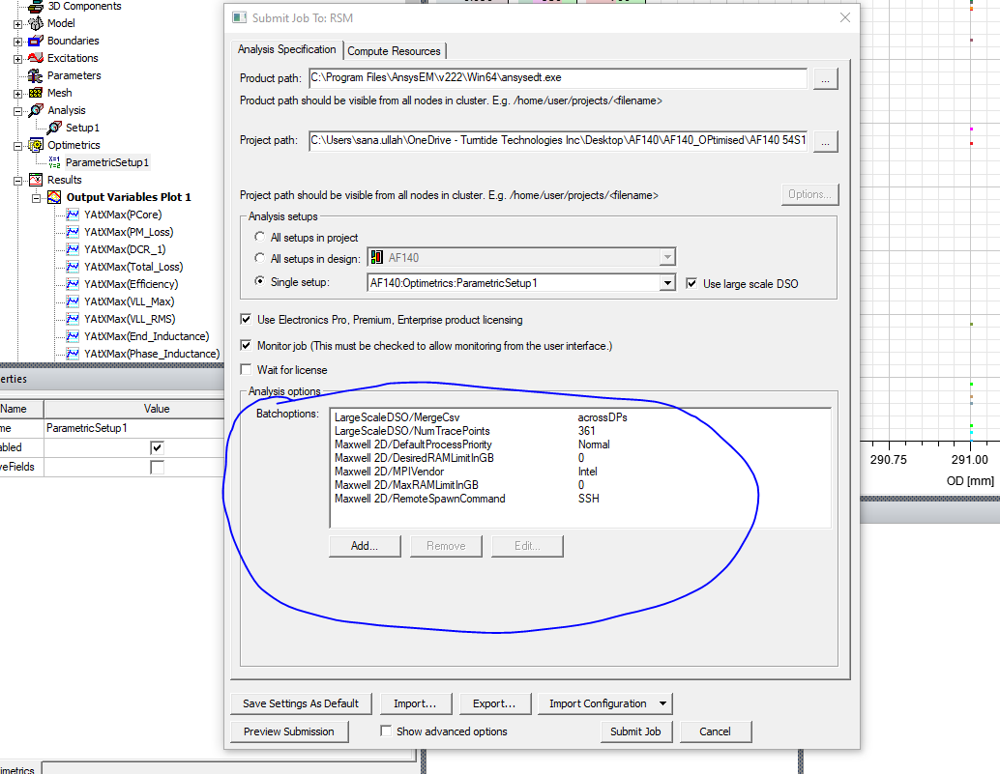 3D Components
Model
Boundaries
Excitations
Parameters
Mesh
Analysis
Setup1
Optimetrics
ParametricSetup1
Results
Output Variables Plot 1
YAtXMax(PCore)
YAtXMax(PM_Loss)
YAtXMax(DCR_1)
YAtXMax(Total_Loss)
YAtXMax(Efficiency)
YAtXMax(VLL_Max)
YAtXMax(VLL_RMS)
YAtXMax(End_Inductance)
YAtXMax(Phase_Inductance)
erties
Name Value
me ParametricSetup1
abled
veFields
imetrics
Submit Job To: RSM
Analysis Specification Compute Resources
Product path: C:\Program Files\AnsysEM\v222\Win64\ansysedt.exe ...
Product path should be visible from all nodes in cluster. E.g. /home/user/projects/<filename>
Project path: C:\Users\sana.ullah\OneDrive - Turntide Technologies Inc\Desktop\AF140\AF140_OPtimised\AF140 54S1 ...
Project path should be visible from all nodes in cluster. E.g. /home/user/projects/<filename> Options...
Analysis setups
All setups in project
All setups in design: AF140
Single setup: AF140:Optimetrics:ParametricSetup1 Use large scale DSO
Use Electronics Pro, Premium, Enterprise product licensing
Monitor job (This must be checked to allow monitoring from the user interface.)
Wait for license
Analysis options
Batchoptions:
LargeScaleDSO/MergeCsv acrossDPs
LargeScaleDSO/NumTracePoints 361
Maxwell 2D/DefaultProcessPriority Normal
Maxwell 2D/DesiredRAMLimitInGB 0
Maxwell 2D/MPIVendor Intel
Maxwell 2D/MaxRAMLimitInGB 0
Maxwell 2D/RemoteSpawnCommand SSH
Add... Remove Edit...
Save Settings As Default Import... Export... Import Configuration
Preview Submission Show advanced options Submit Job Cancel
290.75 291.00
OD [mm]